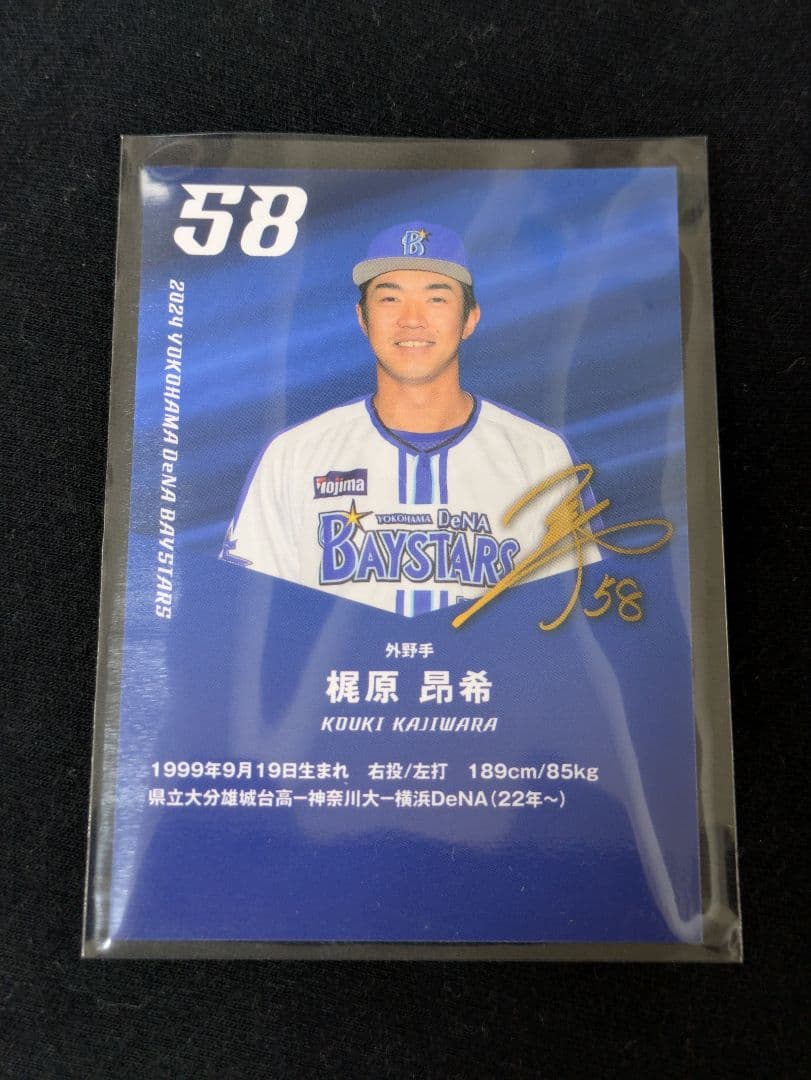 58
2024 YOKOHAMA DeNA BAYSTARS
B
nojima
YOKOHAMA DeNA
BAYSTARS
58
外野手
梶原 昂希
KOUKI KAJIWARA
1999年9月19日生まれ 右投/左打 189cm/85kg
県立大分雄城台高ー神奈川大ー横浜DeNA(22年〜)